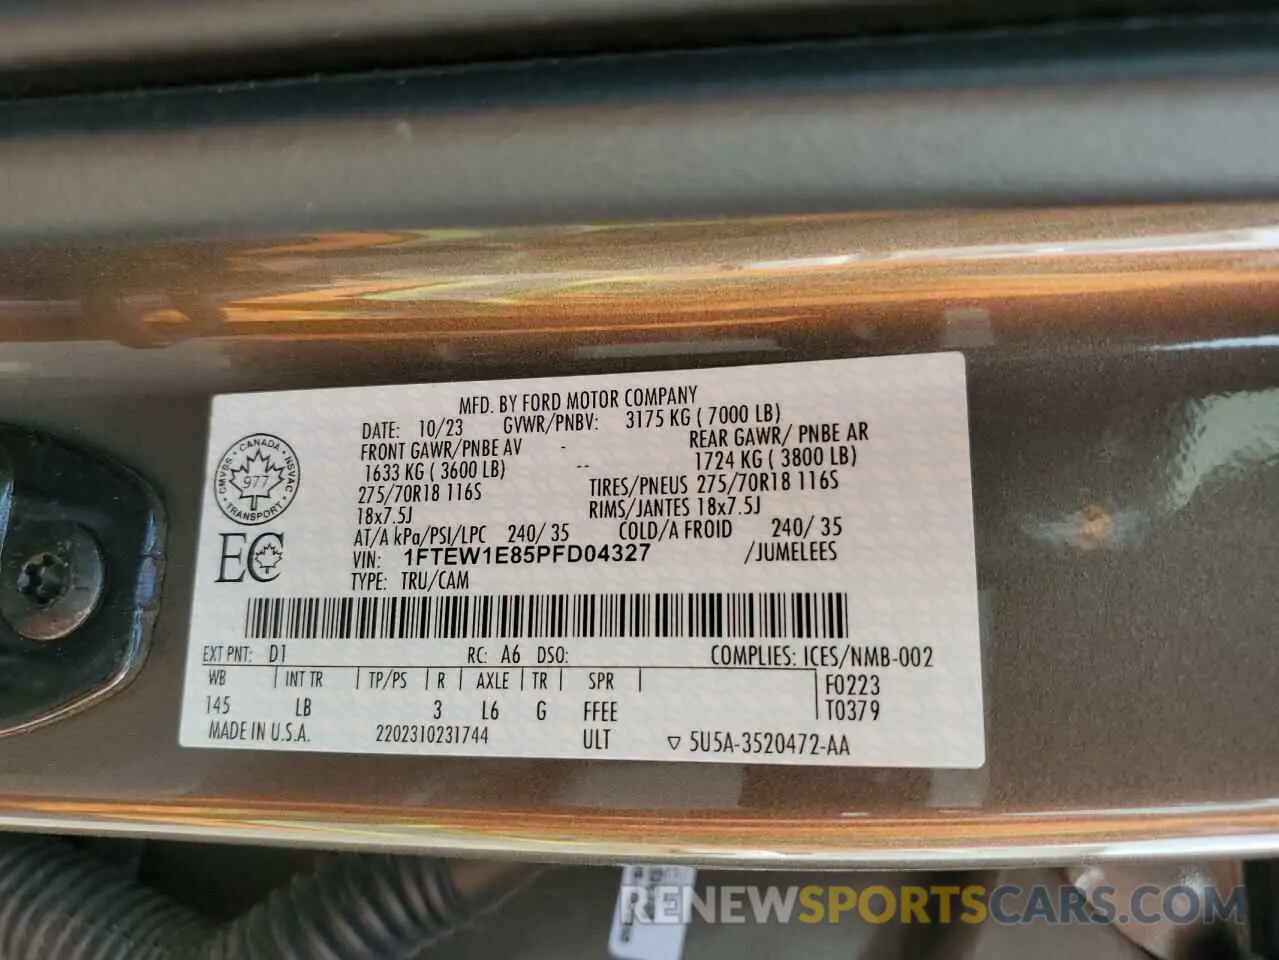 MFD. BY FORD MOTOR COMPANY
DATE: 10/23 GVWR/PNBV: 3175 KG ( 7000 LB)
FRONT GAWR/PNBE AV - REAR GAWR/ PNBE AR
1633 KG ( 3600 LB) -- 1724 KG ( 3800 LB)
275/70R18 116S TIRES/PNEUS 275/70R18 116S
18x7.5J RIMS/JANTES 18x7.5J
AT/A kPa/PSI/LPC 240/ 35 COLD/A FROID 240/ 35
VIN: 1FTEW1E85PFD04327 /JUMELEES
TYPE: TRU/CAM
CANADA
CMVSS NSVAC
977
TRANSPORT
EC
EXT PNT: D1 RC: A6 DSO: COMPLIES: ICES/NMB-002
WB | INT TR | TP/PS | R | AXLE | TR | SPR | F0223
145 LB 3 L6 G FFEE T0379
MADE IN U.S.A. 2202310231744 ULT ▽ 5U5A-3520472-AA
RENEWSPORTSCARS.COM